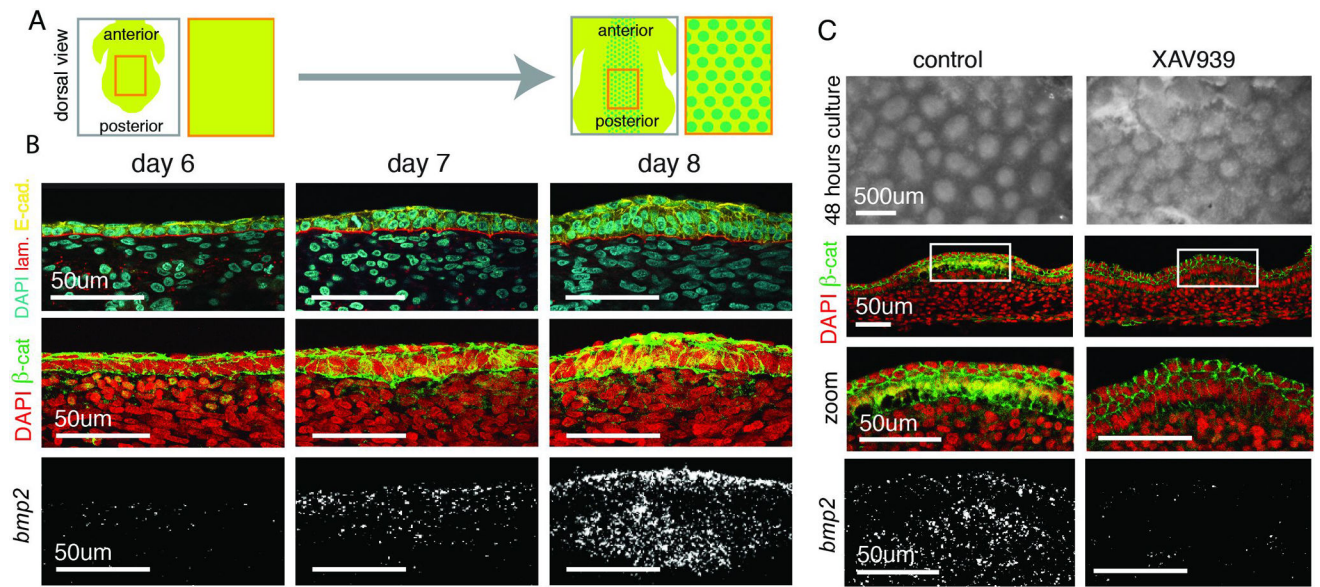 A
dorsal view
anterior
posterior
anterior
posterior
B
day 6
day 7
day 8
DAPI lam. E-cad.
50um
DAPI β-cat
50um
bmp2
50um
C
control
XAV939
48 hours culture
500um
DAPI β-cat
50um
zoom
50um
bmp2
50um